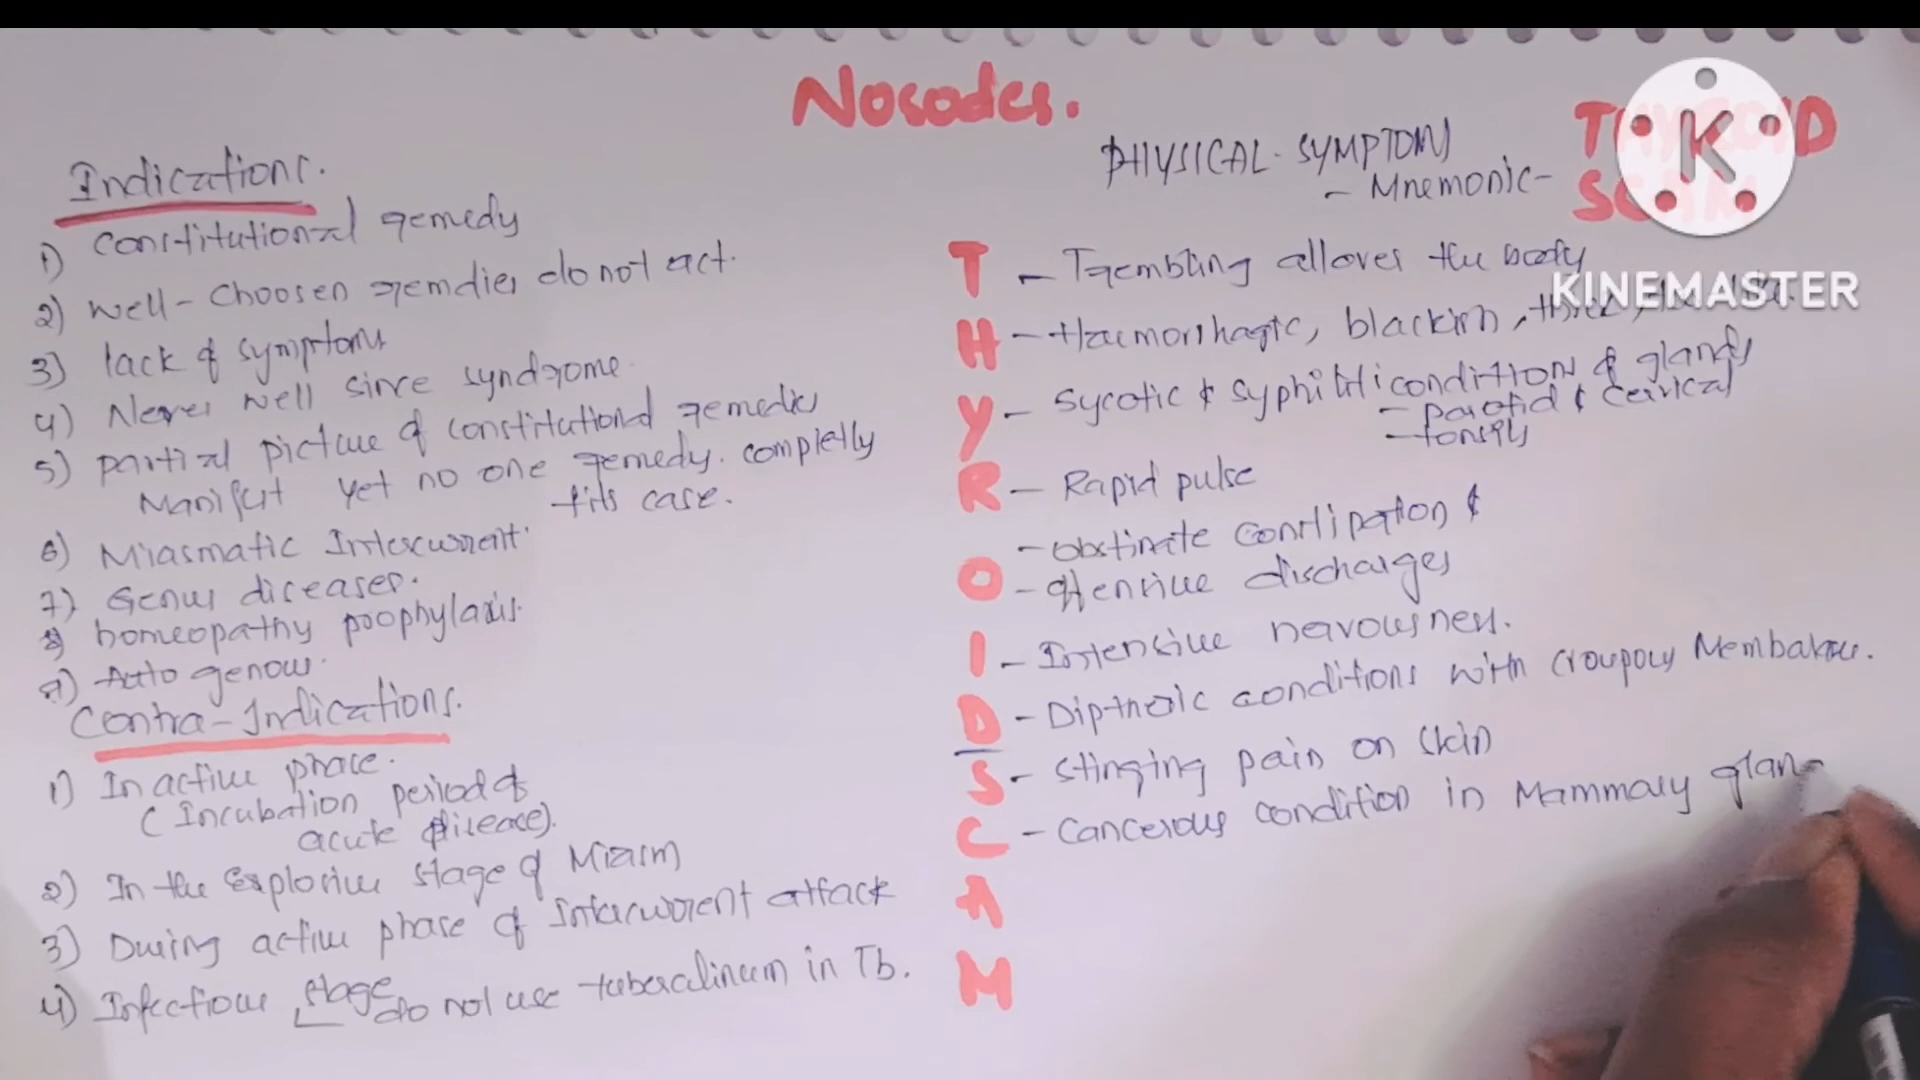 Nosodes.
Indications.
1) Constitutional remedy
2) Well-Choosen remdies do not act.
3) lack of symptoms
4) Never well since syndrome.
5) partial picture of constitutional remedies
Manifest yet no one remedy. completly
fits case.
6) Miasmatic Intercurrent.
7) Genus diceases.
homeopathy prophylaxis.
9) Auto genous.
Contra-Indications.
1) In active phase.
( Incubation period of
acute disease).
2) In the Explosive stage of Miasm
3) During active phase of Intercurrent attack
4) Infectious stage
do not use tuberculinum in Tb.
PHYSICAL. SYMPTOMS
- Mnemonic-
T - Trembling allover the body
H - Haemorrhagic, blackish, thick,
Y - Sycotic & Syphiliti condition of glands
- parotid & Cervical
- tonsils
R - Rapid pulse
- obstinate constipation &
O - offensive discharges
I - Intensive nervousness.
D - Diptheric conditions with croupous Membrane.
S - Stinging pain on Skin
C - Cancerous condition in Mammary glan
A
M
K
KINEMASTER